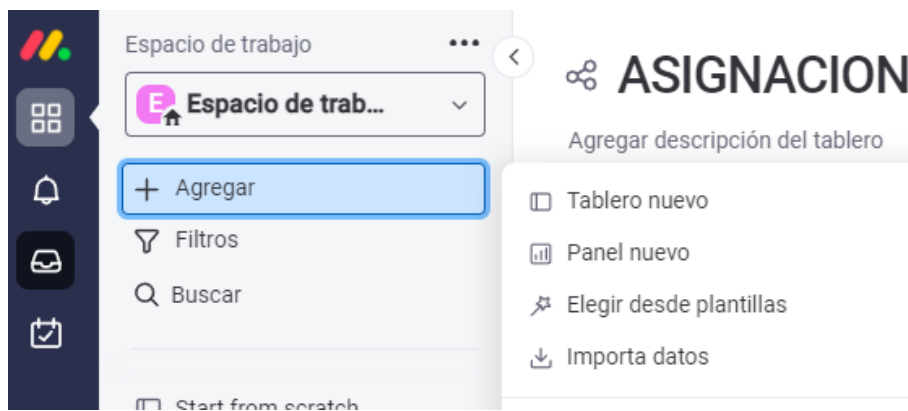 Espacio de trabajo
E Espacio de trab...
Agregar
Filtros
Buscar
Start from scratch
ASIGNACION
Agregar descripción del tablero
Tablero nuevo
Panel nuevo
Elegir desde plantillas
Importa datos